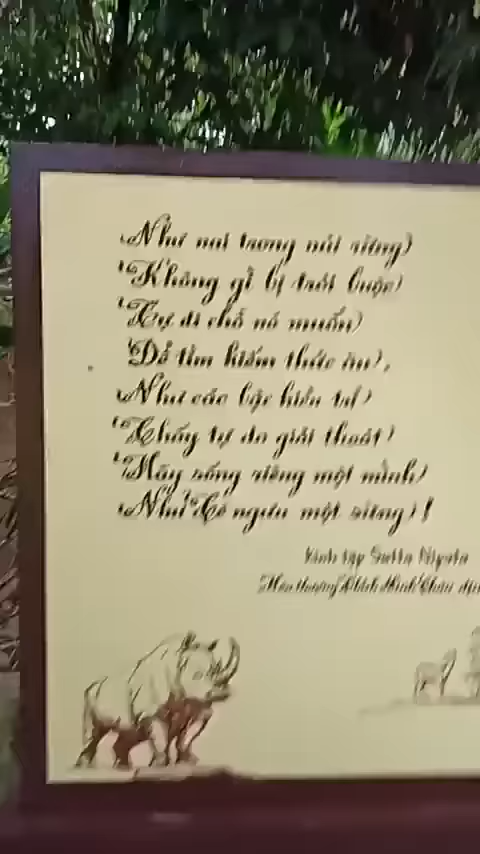 Như nai trong núi rừng
Không gì bị trói buộc
Tự đi chỗ nó muốn
Để tìm kiếm thức ăn,
Như các bậc hiền trí
Thấy tự do giải thoát
Hãy sống riêng một mình
Như Tê ngưu một sừng!
Kinh tập Sutta Nipata
Hòa thượng Thích Minh Châu dịch